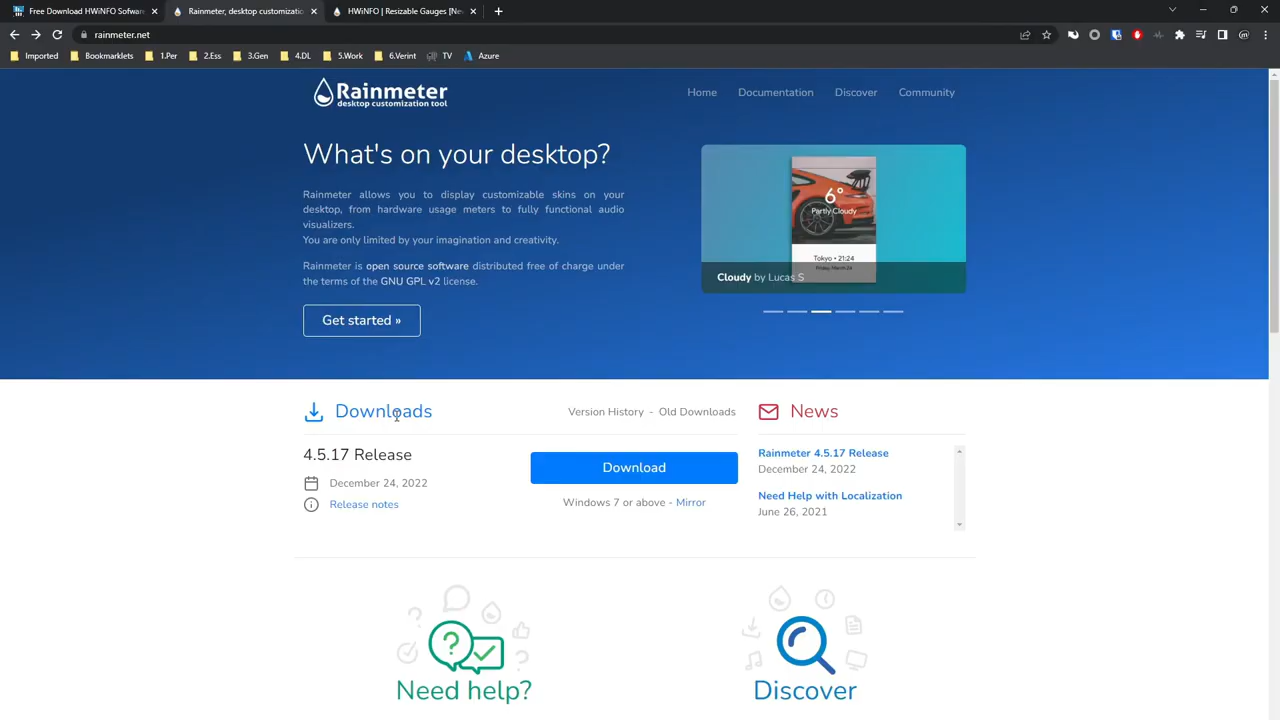 Free Download HWiNFO Sofware
Rainmeter, desktop customizatio
HWiNFO | Resizable Gauges [Ne
rainmeter.net
Imported
Bookmarklets
1.Per
2.Ess
3.Gen
4.DL
5.Work
6.Verint
TV
Azure
Rainmeter
desktop customization tool
Home
Documentation
Discover
Community
What's on your desktop?
Rainmeter allows you to display customizable skins on your
desktop, from hardware usage meters to fully functional audio
visualizers.
You are only limited by your imagination and creativity.
Rainmeter is open source software distributed free of charge under
the terms of the GNU GPL v2 license.
Get started »
6°
Partly Cloudy
Tokyo • 21:24
Cloudy by Lucas S
Downloads
Version History - Old Downloads
News
4.5.17 Release
December 24, 2022
Release notes
Download
Windows 7 or above - Mirror
Rainmeter 4.5.17 Release
December 24, 2022
Need Help with Localization
June 26, 2021
Need help?
Discover